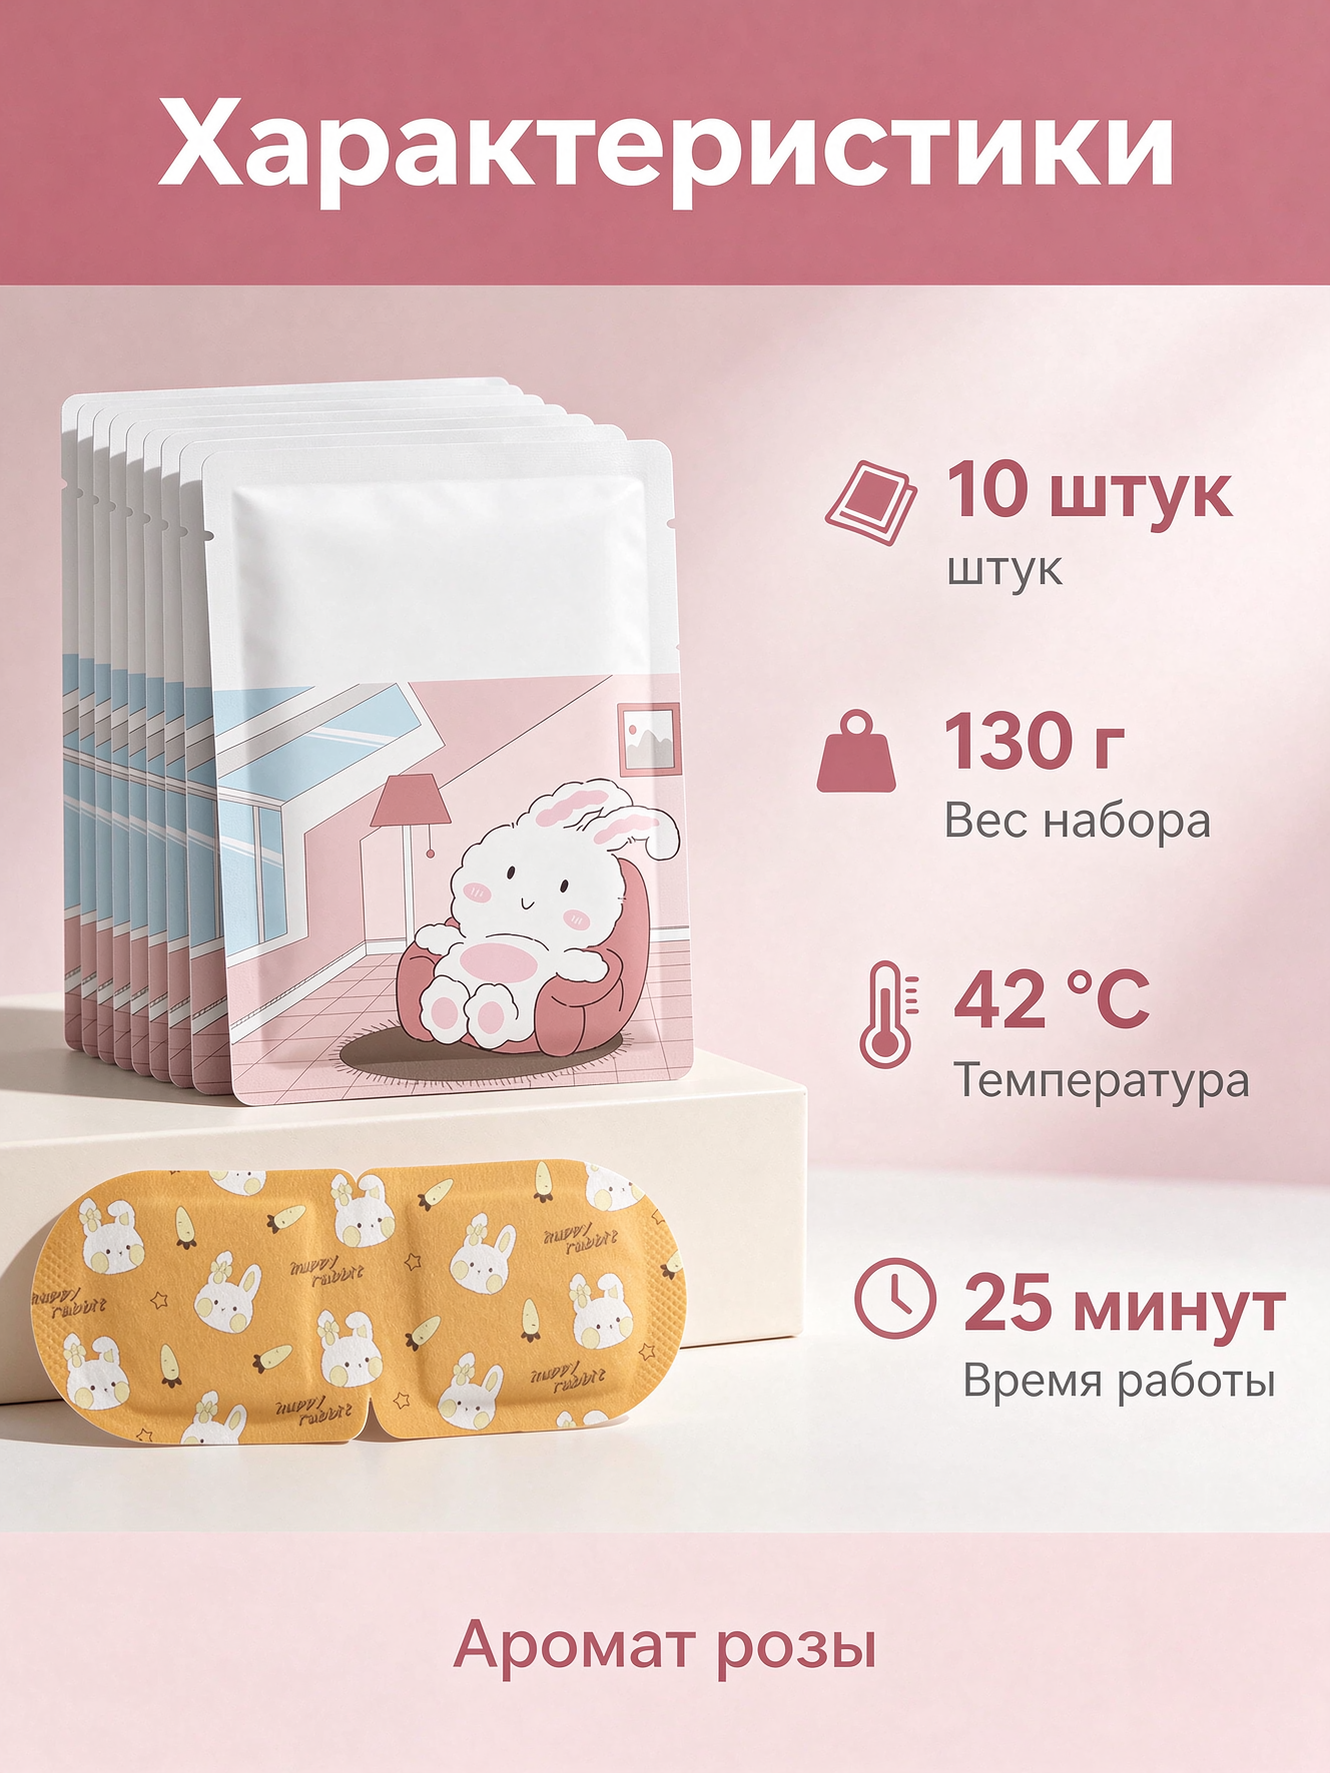 Характеристики
10 штук
штук
130 г
Вес набора
42 °C
Температура
25 минут
Время работы
Аромат розы